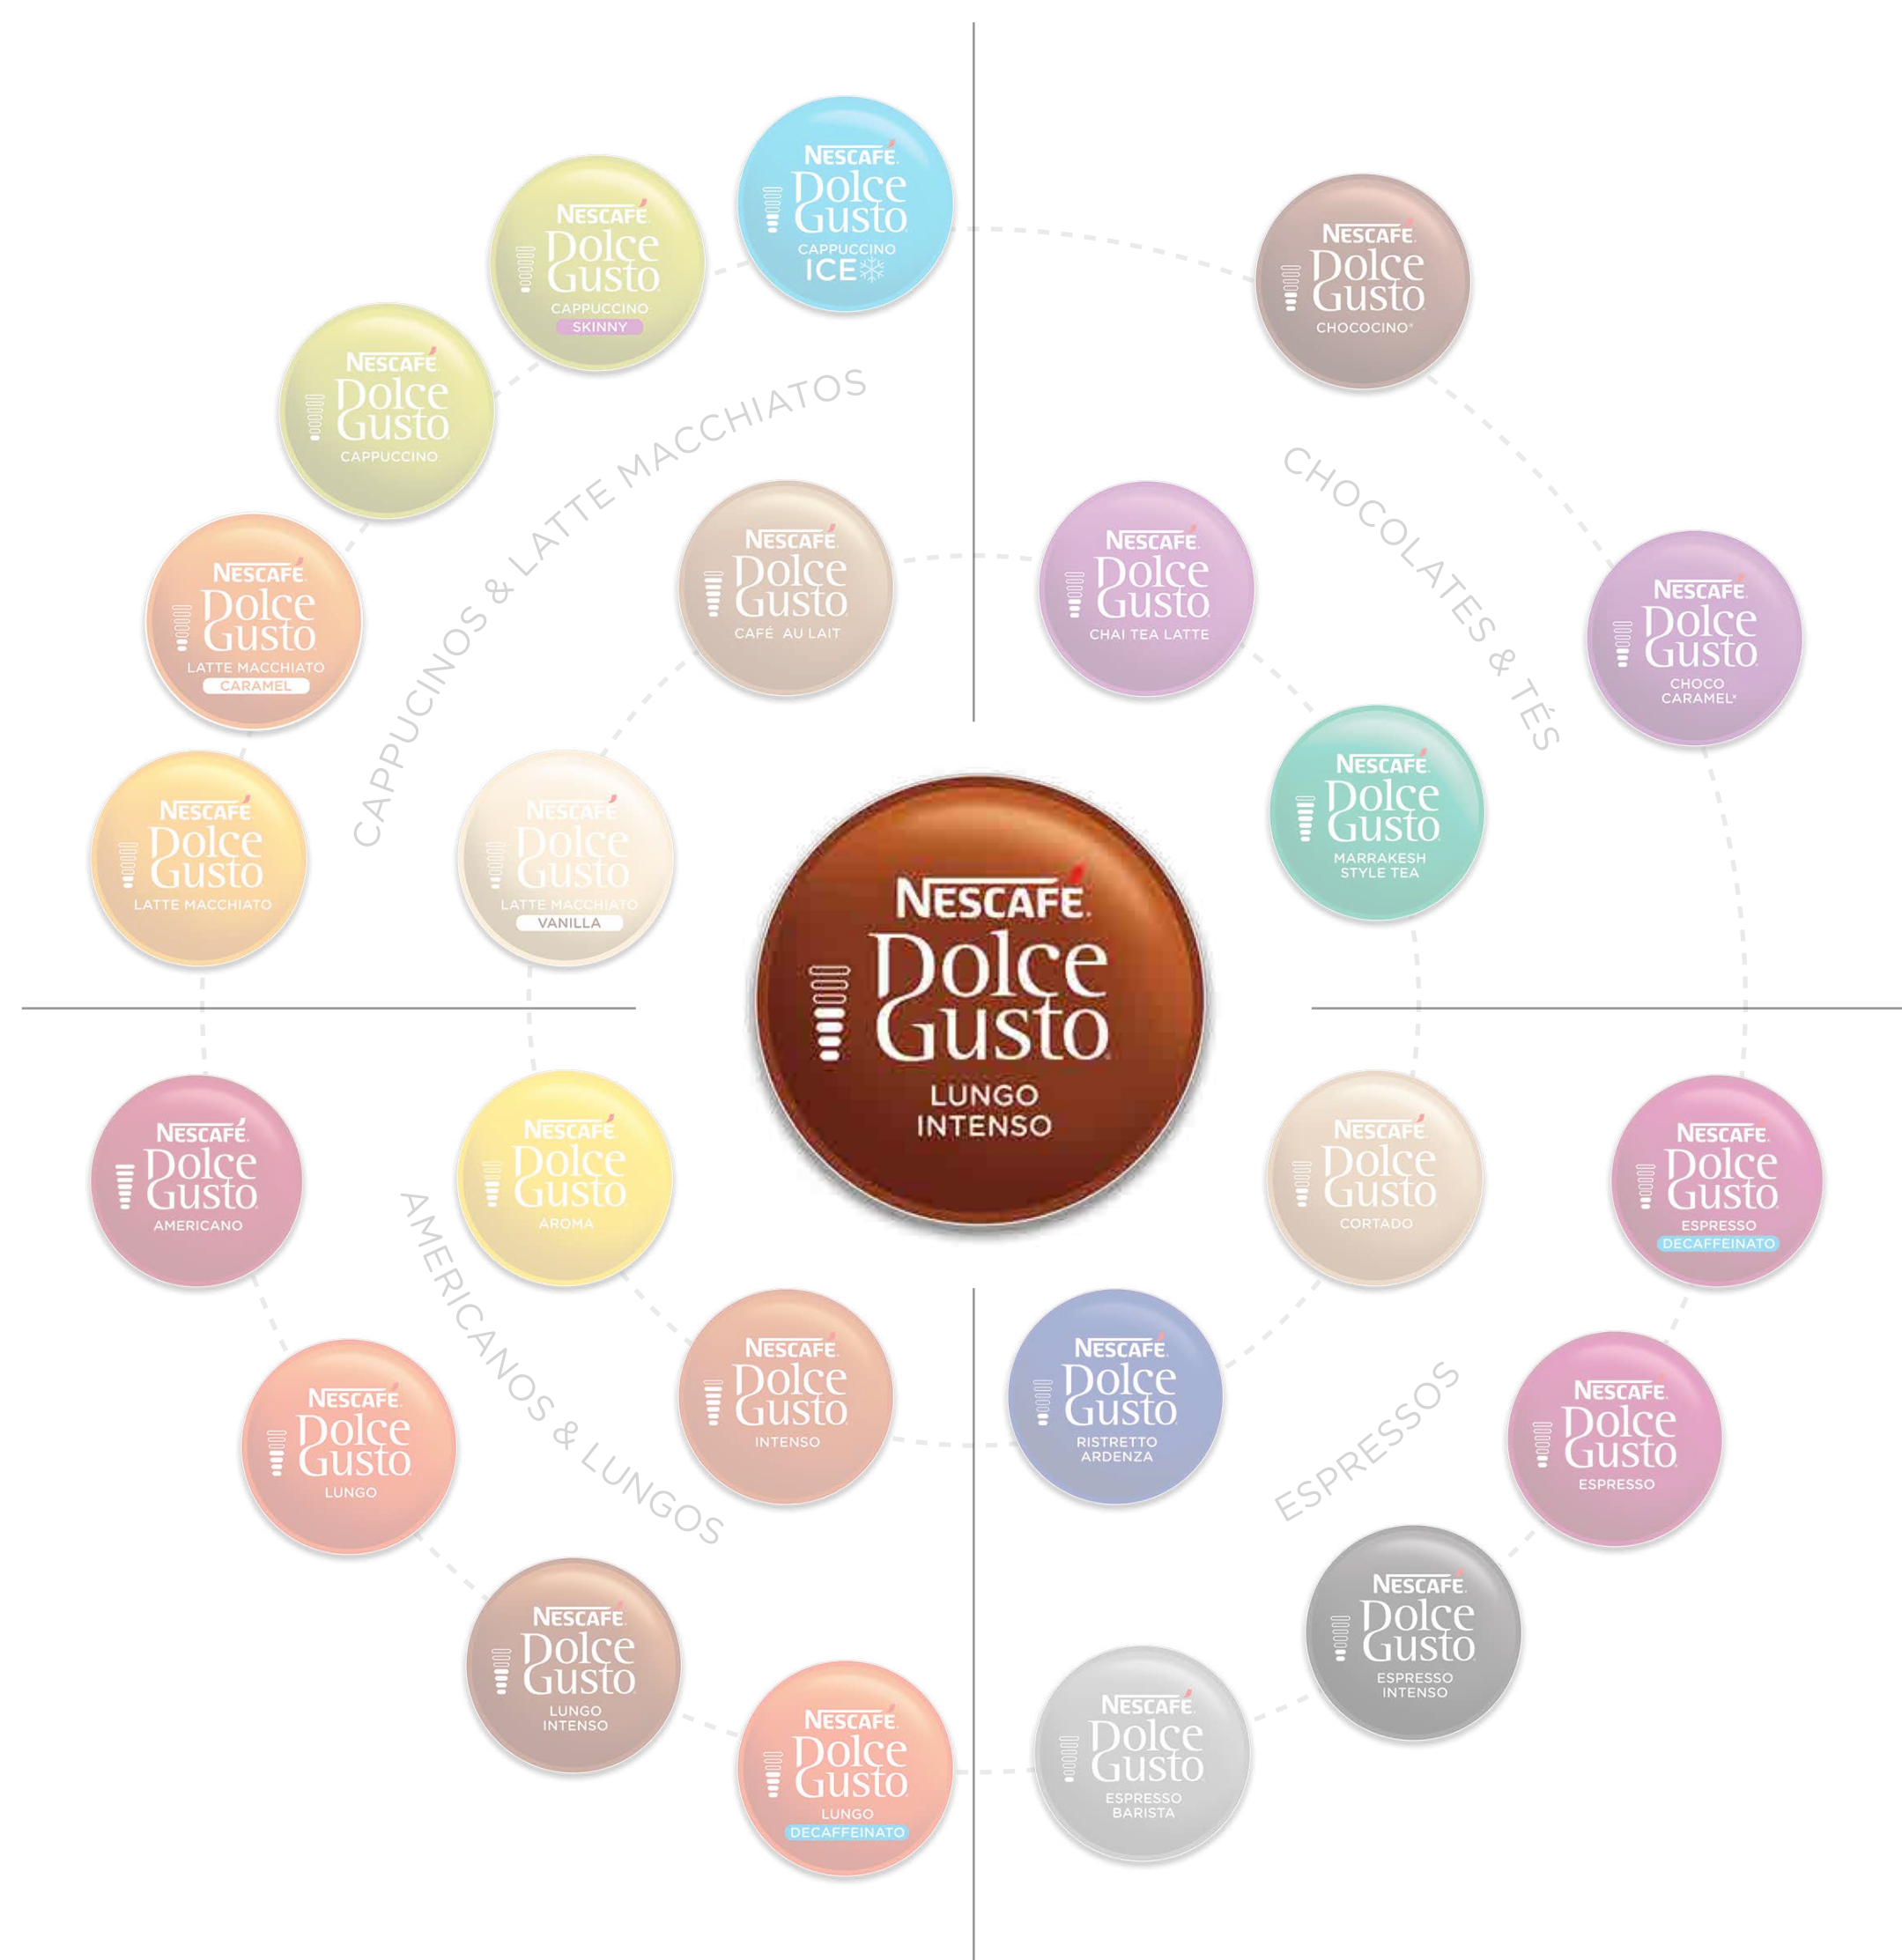 NESCAFÉ.
Dolce
Gusto
CAPPUCCINO
ICE
NESCAFÉ.
Dolce
Gusto
CAPPUCCINO
SKINNY
NESCAFÉ.
Dolce
Gusto
CAPPUCCINO
NESCAFÉ.
Dolce
Gusto
LATTE MACCHIATO
CARAMEL
NESCAFÉ.
Dolce
Gusto
LATTE MACCHIATO
CAPPUCINOS & LATTE MACCHIATOS
NESCAFÉ.
Dolce
Gusto
CAFÉ AU LAIT
NESCAFÉ.
Dolce
Gusto
LATTE MACCHIATO
VANILLA
NESCAFÉ.
Dolce
Gusto
CHOCOCINO®
CHOCOLATES & TÉS
NESCAFÉ.
Dolce
Gusto
CHOCO
CARAMEL*
NESCAFÉ.
Dolce
Gusto
CHAI TEA LATTE
NESCAFÉ.
Dolce
Gusto
MARRAKESH
STYLE TEA
NESCAFÉ.
Dolce
Gusto
LUNGO
INTENSO
NESCAFÉ.
Dolce
Gusto
AMERICANO
NESCAFÉ.
Dolce
Gusto
AROMA
AMERICANOS & LUNGOS
NESCAFÉ.
Dolce
Gusto
INTENSO
NESCAFÉ.
Dolce
Gusto
LUNGO
NESCAFÉ.
Dolce
Gusto
LUNGO
INTENSO
NESCAFÉ.
Dolce
Gusto
LUNGO
DECAFFEINATO
NESCAFÉ.
Dolce
Gusto
CORTADO
NESCAFÉ.
Dolce
Gusto
ESPRESSO
DECAFFEINATO
NESCAFÉ.
Dolce
Gusto
RISTRETTO
ARDENZA
ESPRESSOS
NESCAFÉ.
Dolce
Gusto
ESPRESSO
NESCAFÉ.
Dolce
Gusto
ESPRESSO
INTENSO
NESCAFÉ.
Dolce
Gusto
ESPRESSO
BARISTA